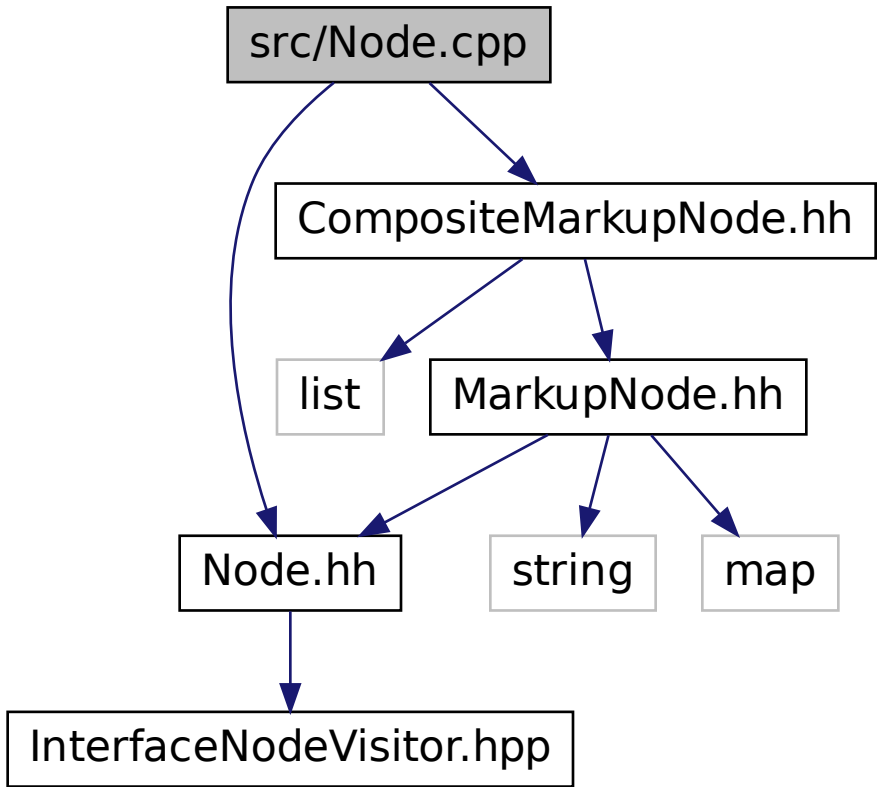 src/Node.cpp
CompositeMarkupNode.hh
list
MarkupNode.hh
Node.hh
string
map
InterfaceNodeVisitor.hpp